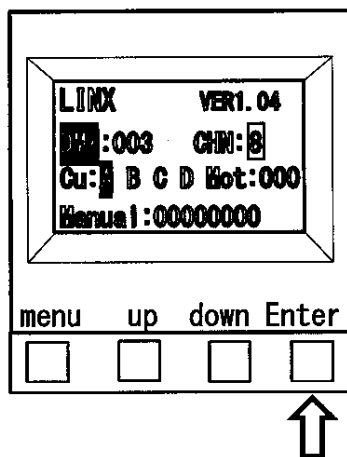 LINX VER1.04
:003 CHN:8
Cu:A B C D Mot:000
Manual:00000000
menu up down Enter